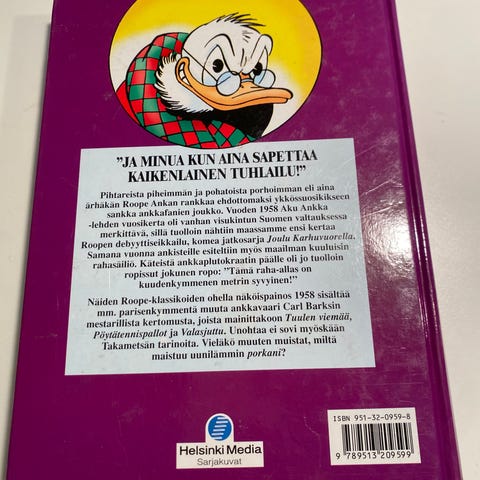 ”JA MINUA KUN AINA SAPETTAA
KAIKENLAINEN TUHLAILU!”
Pihtareista piheimmän ja pohatoista porhoimman eli aina
ärhäkän Roope Ankan rankkaa ehdottomaksi ykkössuosikikseen
sankka ankkafanien joukko. Vuoden 1958 Aku Ankka
-lehden vuosikerta oli vanhan visukintun Suomen valtauksessa
merkittävä, sillä tuolloin nähtiin maassamme ensi kertaa
Roopen debyyttiseikkailu, komea jatkosarja Joulu Karhuvuorella.
Samana vuonna ankisteille esiteltiin myös maailman kuuluisin
rahasäiliö. Käteistä ankkaplutokraatin päälle oli jo tuolloin
ropissut jokunen ropo: ”Tämä raha-allas on
kuudenkymmenen metrin syvyinen!”
Näiden Roope-klassikoiden ohella näköispainos 1958 sisältää
mm. parisenkymmentä muuta ankkavaari Carl Barksin
mestarillista kertomusta, joista mainittakoon Tuulen viemää,
Pöytätennispallot ja Valasjuttu. Unohtaa ei sovi myöskään
Takametsän tarinoita. Vieläkö muuten muistat, miltä
maistuu uunilämmin porkani?
ISBN 951-32-0959-8
9 789513 209599
Helsinki Media
Sarjakuvat